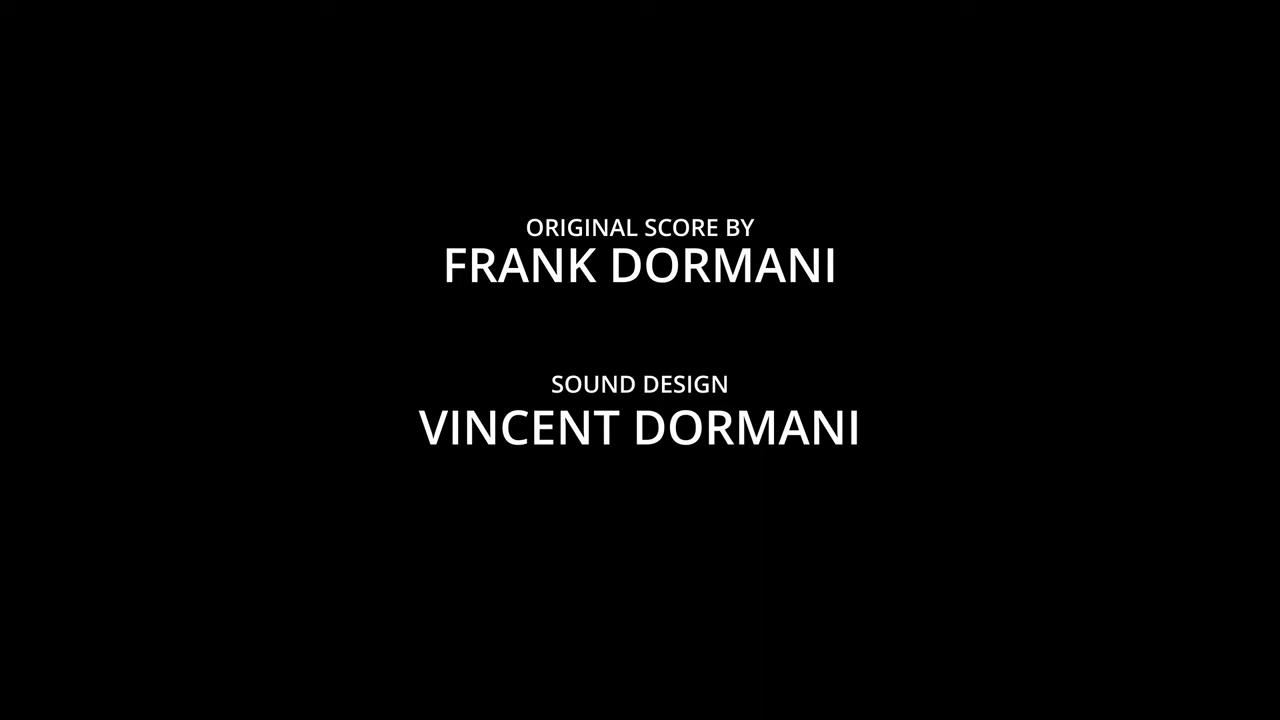 ORIGINAL SCORE BY
FRANK DORMANI
SOUND DESIGN
VINCENT DORMANI